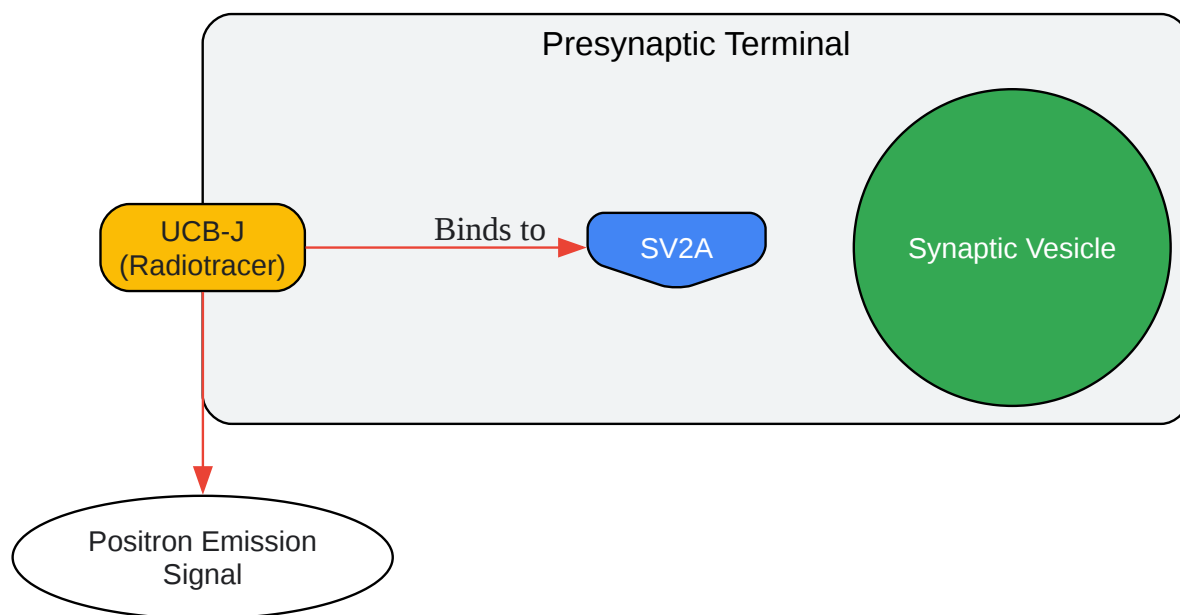 Presynaptic Terminal
UCB-J
(Radiotracer)
Binds to
SV2A
Synaptic Vesicle
Positron Emission
Signal